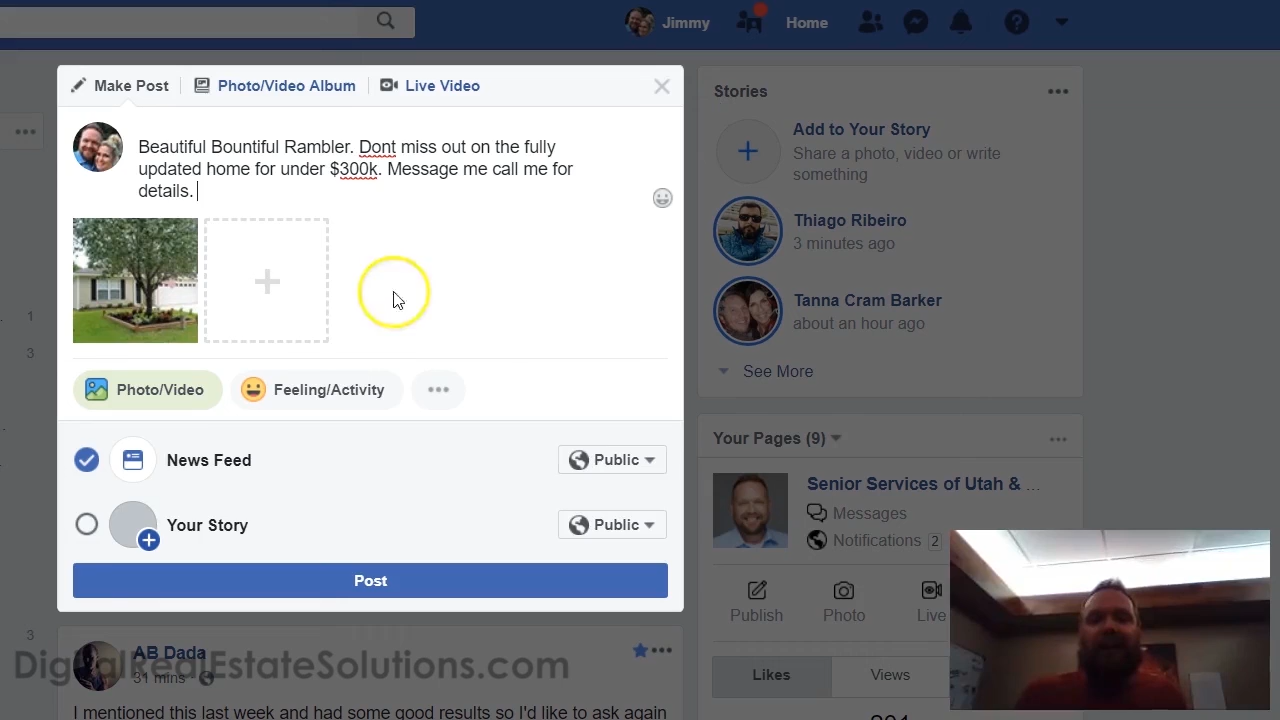 Jimmy
Home
Make Post
Photo/Video Album
Live Video
Beautiful Bountiful Rambler. Dont miss out on the fully
updated home for under $300k. Message me call me for
details.
Photo/Video
Feeling/Activity
News Feed
Public
Your Story
Public
Post
1
3
3
AB Dada
31 mins
I mentioned this last week and had some good results so I'd like to ask again
DigitalRealEstateSolutions.com
Stories
Add to Your Story
Share a photo, video or write
something
Thiago Ribeiro
3 minutes ago
Tanna Cram Barker
about an hour ago
See More
Your Pages (9)
Senior Services of Utah & ...
Messages
Notifications 2
Publish
Photo
Live
Likes
Views